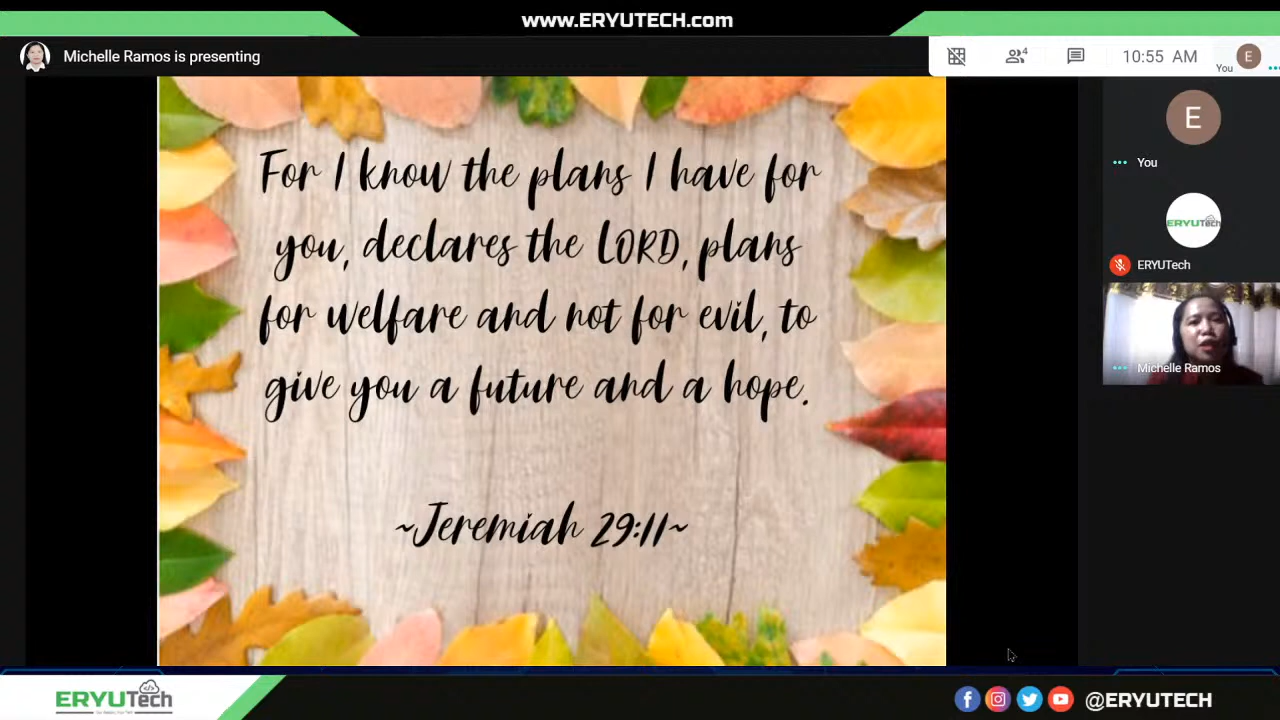 www.ERYUTECH.com
Michelle Ramos is presenting
4
10:55 AM
You
E
E
You
For I know the plans I have for
you, declares the LORD, plans
for welfare and not for evil, to
give you a future and a hope.
~Jeremiah 29:11~
ERYUTech
ERYUTech
Michelle Ramos
ERYUTech
@ERYUTECH